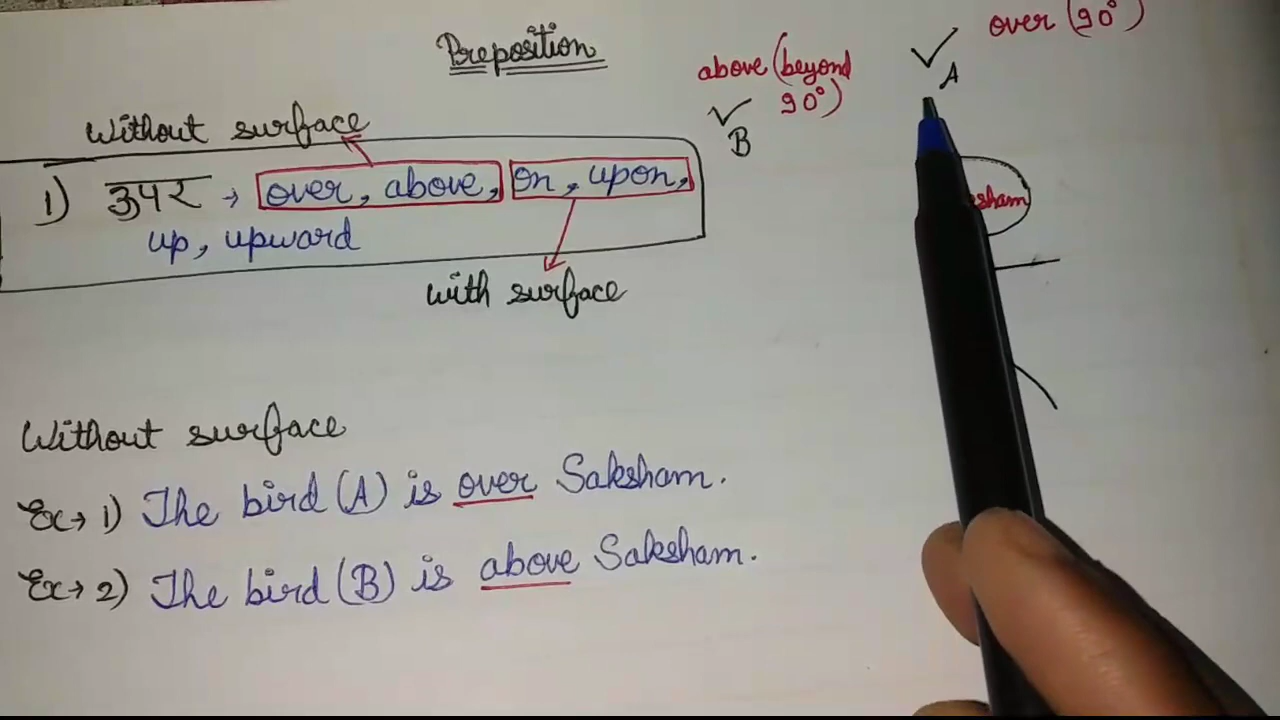 Preposition
over (90°)
above (beyond
90°)
A
B
Without surface
1) ऊपर → over, above, on, upon,
up, upward
with surface
Without surface
Ex → 1) The bird (A) is over Saksham.
Ex → 2) The bird (B) is above Saksham.